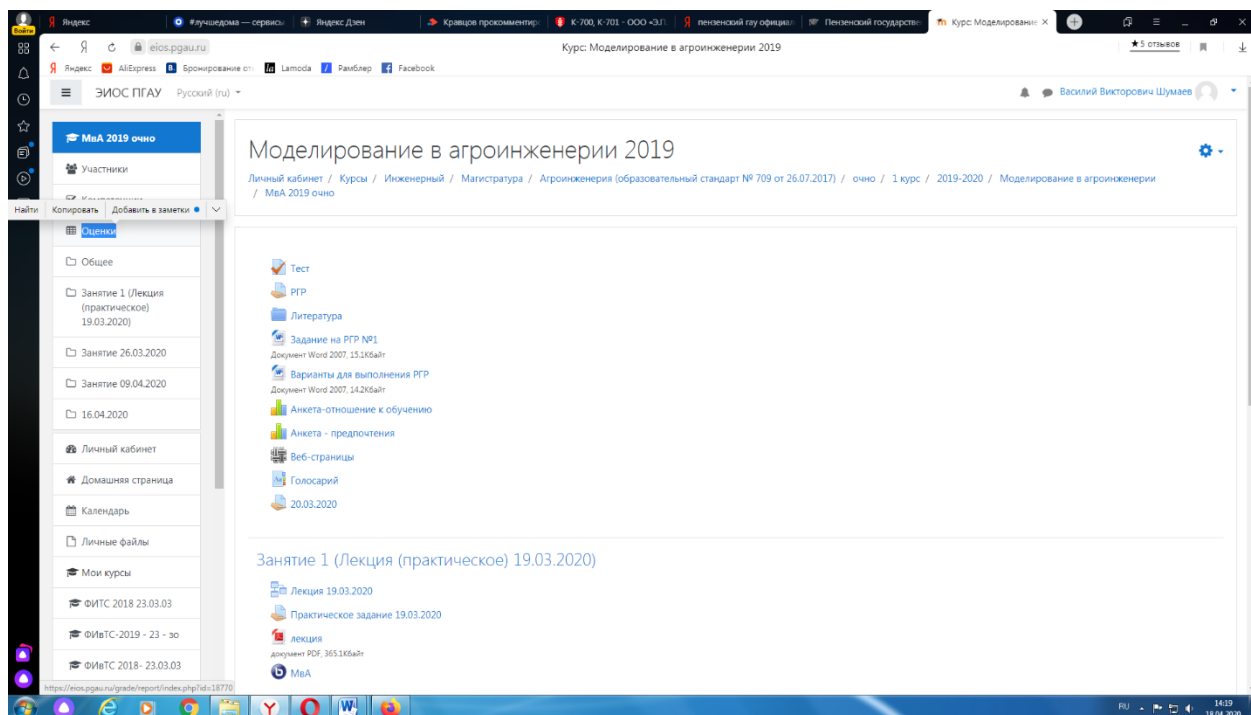 Войти
Яндекс
#лучшедома — сервисы
Яндекс.Дзен
Кравцов прокомментир
К-700, К-701 - ООО «З.П.
пензенский гау официал
Пензенский государстве
Курс: Моделирование
eios.pgau.ru
Курс: Моделирование в агроинженерии 2019
★5 отзывов
Яндекс
AliExpress
Бронирование от
Lamoda
Рамблер
Facebook
ЭИОС ПГАУ
Русский (ru)
Василий Викторович Шумаев
МвА 2019 очно
Участники
Найти
Копировать
Добавить в заметки
Оценки
Общее
Занятие 1 (Лекция
(практическое)
19.03.2020)
Занятие 26.03.2020
Занятие 09.04.2020
16.04.2020
Личный кабинет
Домашняя страница
Календарь
Личные файлы
Мои курсы
ФИТС 2018 23.03.03
ФИвТС-2019 - 23 - зо
ФИвТС 2018- 23.03.03
Моделирование в агроинженерии 2019
Личный кабинет / Курсы / Инженерный / Магистратура / Агроинженерия (образовательный стандарт № 709 от 26.07.2017) / очно / 1 курс / 2019-2020 / Моделирование в агроинженерии
/ МвА 2019 очно
Тест
РГР
Литература
Задание на РГР №1
Документ Word 2007, 15.1Кбайт
Варианты для выполнения РГР
Документ Word 2007, 14.2Кбайт
Анкета-отношение к обучению
Анкета - предпочтения
Веб-страницы
Голосарий
20.03.2020
Занятие 1 (Лекция (практическое) 19.03.2020)
Лекция 19.03.2020
Практическое задание 19.03.2020
лекция
документ PDF, 365.1Кбайт
МвА
https://eios.pgau.ru/grade/report/index.php?id=18770
RU
14:19
18.04.2020